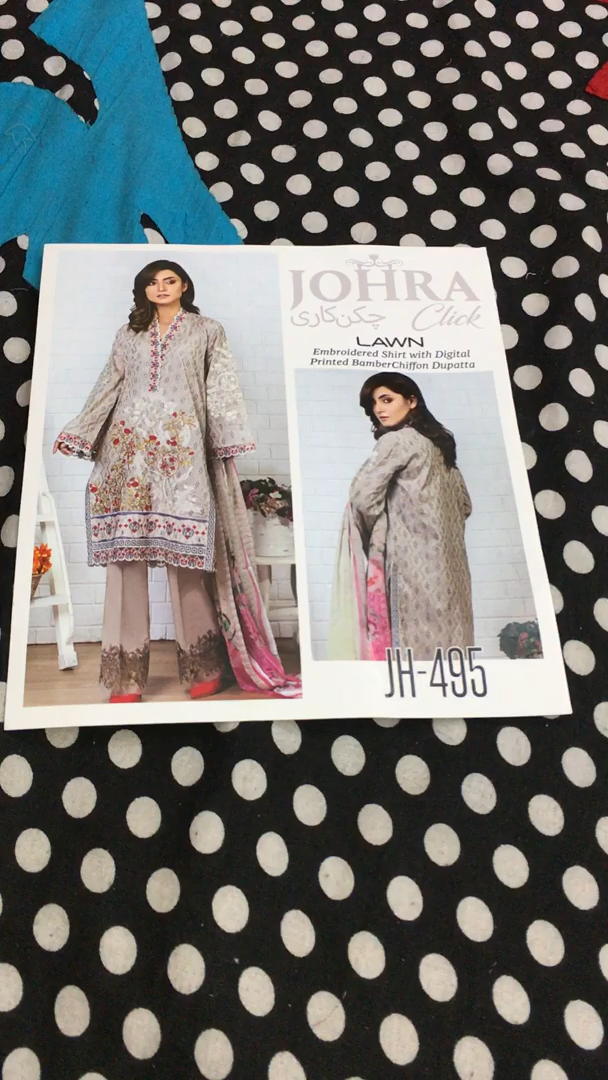 JOHRA
چکن کاری Click
LAWN
Embroidered Shirt with Digital
Printed BamberChiffon Dupatta
JH-495